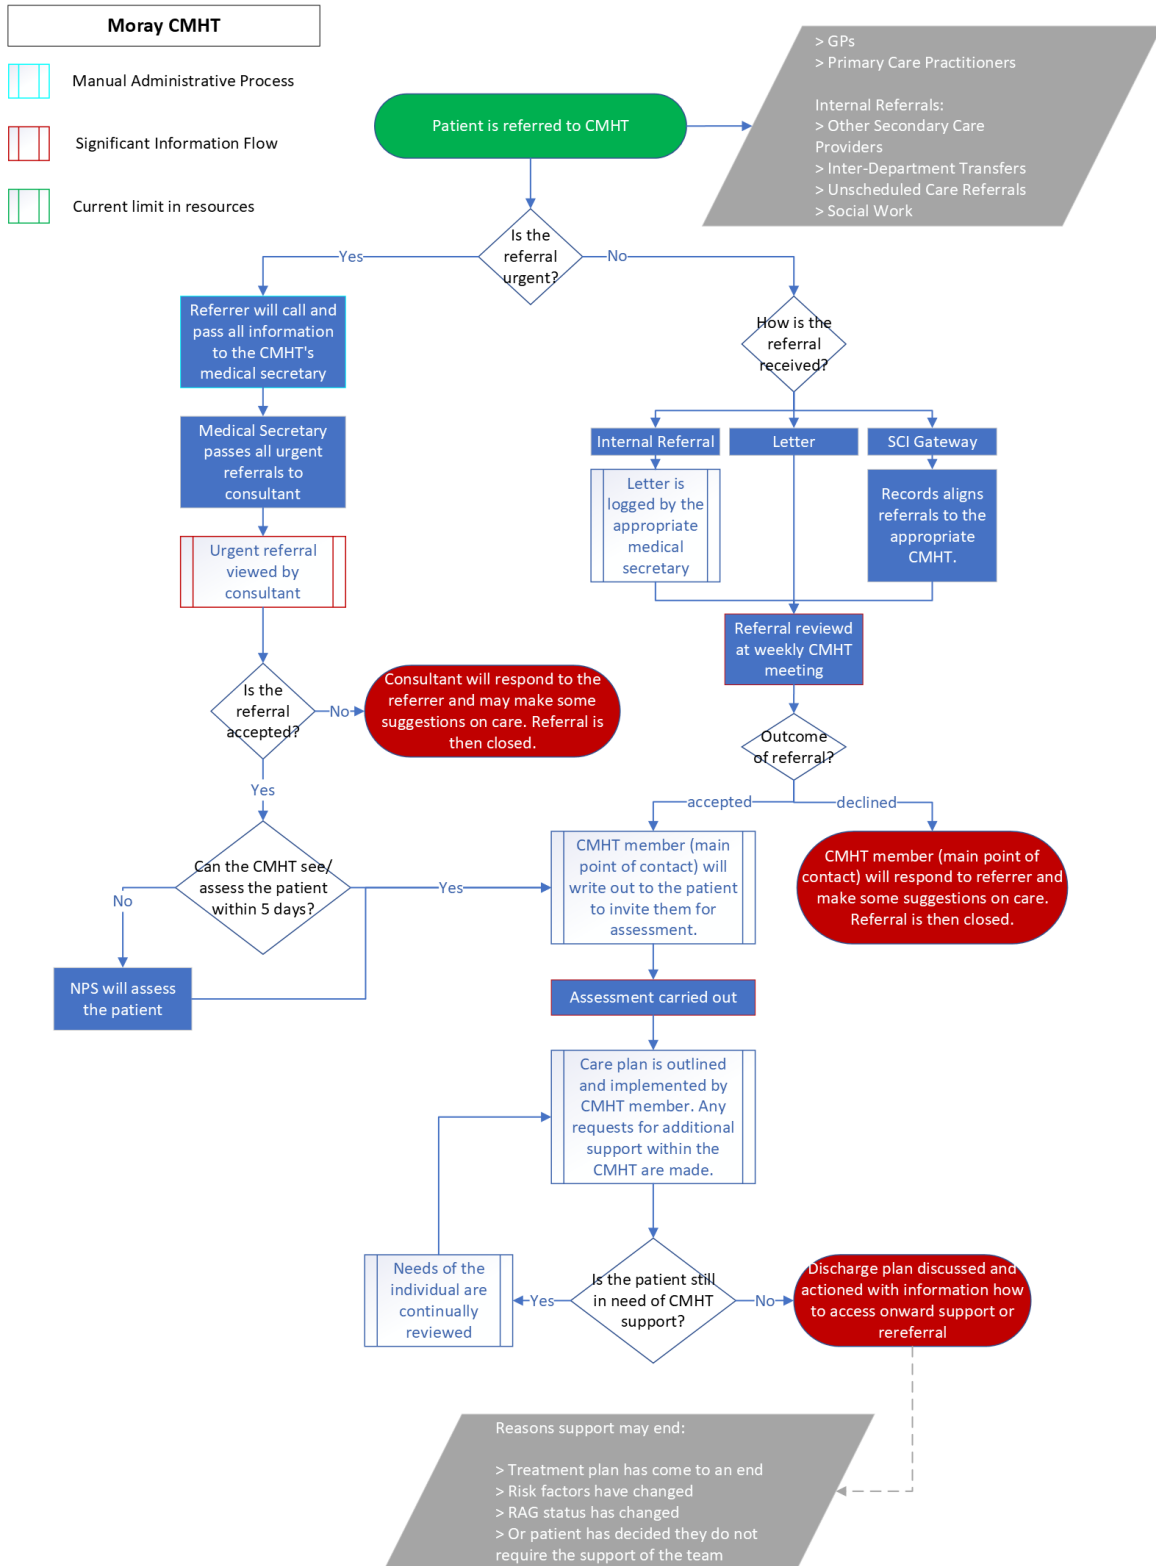 Moray CMHT
Manual Administrative Process
Significant Information Flow
Current limit in resources
Patient is referred to CMHT
> GPs
> Primary Care Practitioners
Internal Referrals:
> Other Secondary Care
Providers
> Inter-Department Transfers
> Unscheduled Care Referrals
> Social Work
Is the
referral
urgent?
Yes
No
Referrer will call and
pass all information
to the CMHT's
medical secretary
How is the
referral
received?
Medical Secretary
passes all urgent
referrals to
consultant
Internal Referral
Letter
SCI Gateway
Letter is
logged by the
appropriate
medical
secretary
Records aligns
referrals to the
appropriate
CMHT.
Urgent referral
viewed by
consultant
Referral reviewd
at weekly CMHT
meeting
Is the
referral
accepted?
No
Consultant will respond to the
referrer and may make some
suggestions on care. Referral is
then closed.
Outcome
of referral?
Yes
accepted
declined
Can the CMHT see/
assess the patient
within 5 days?
No
Yes
CMHT member (main
point of contact) will
write out to the patient
to invite them for
assessment.
CMHT member (main point of
contact) will respond to referrer and
make some suggestions on care.
Referral is then closed.
NPS will assess
the patient
Assessment carried out
Care plan is outlined
and implemented by
CMHT member. Any
requests for additional
support within the
CMHT are made.
Needs of the
individual are
continually
reviewed
Yes
Is the patient still
in need of CMHT
support?
No
Discharge plan discussed and
actioned with information how
to access onward support or
rereferral
Reasons support may end:
> Treatment plan has come to an end
> Risk factors have changed
> RAG status has changed
> Or patient has decided they do not
require the support of the team